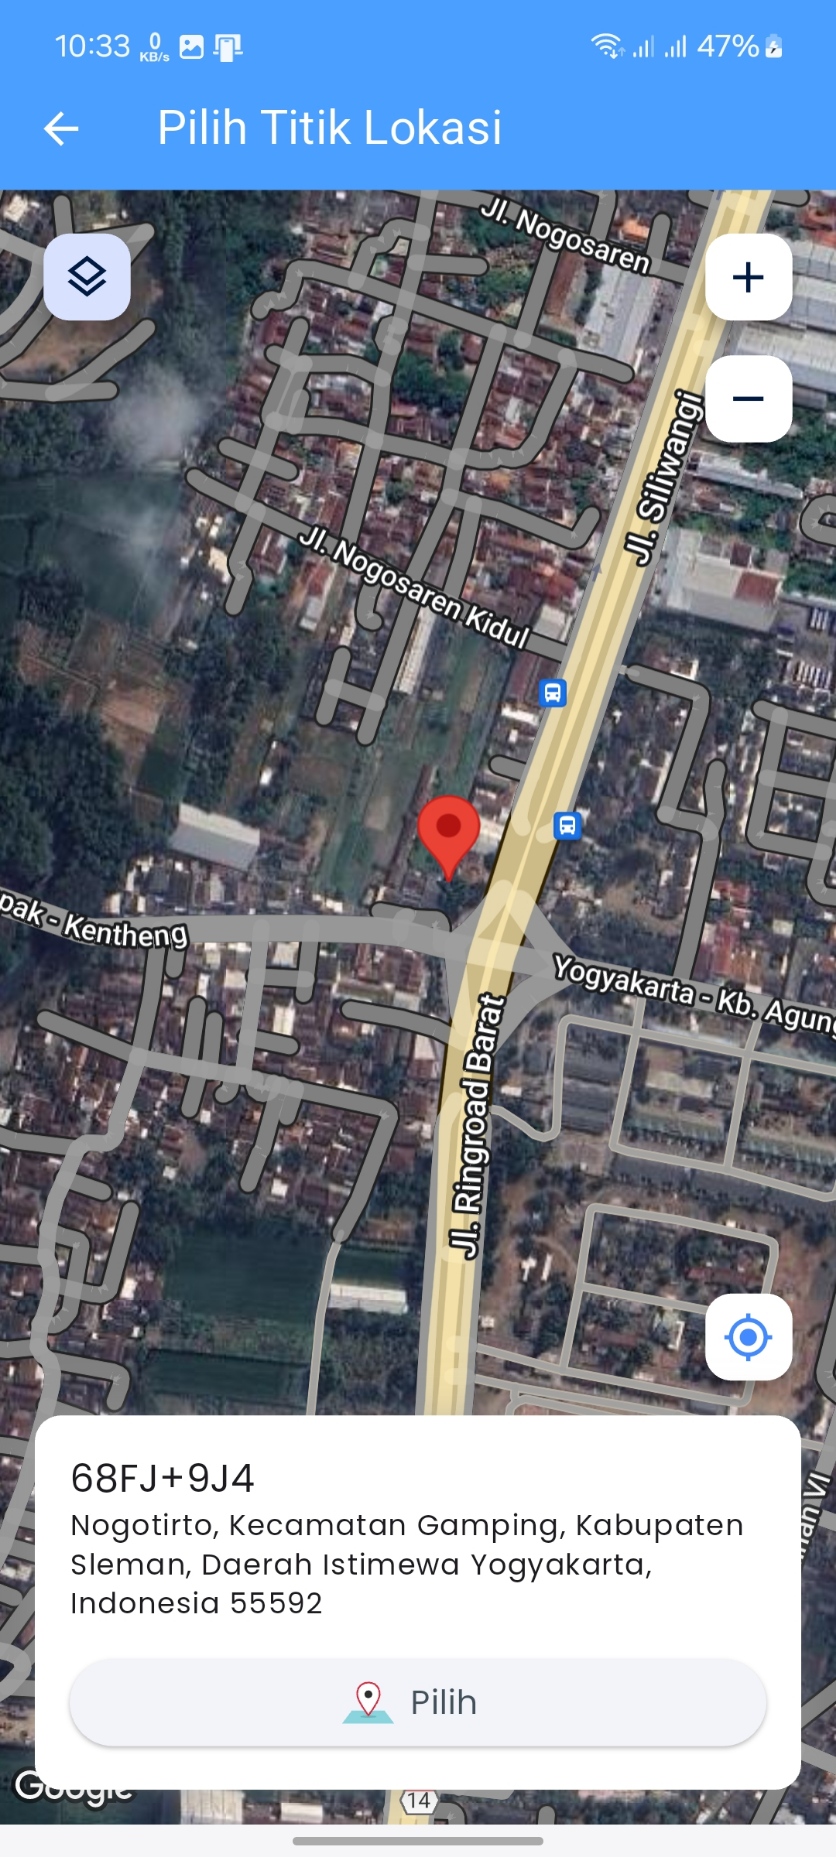 10:33
0
KB/s
47%
Pilih Titik Lokasi
Jl. Nogosaren
Jl. Siliwangi
Jl. Nogosaren Kidul
pak - Kentheng
Yogyakarta - Kb. Agung
Jl. Ringroad Barat
68FJ+9J4
Nogotirto, Kecamatan Gamping, Kabupaten
Sleman, Daerah Istimewa Yogyakarta,
Indonesia 55592
Pilih
Google
14